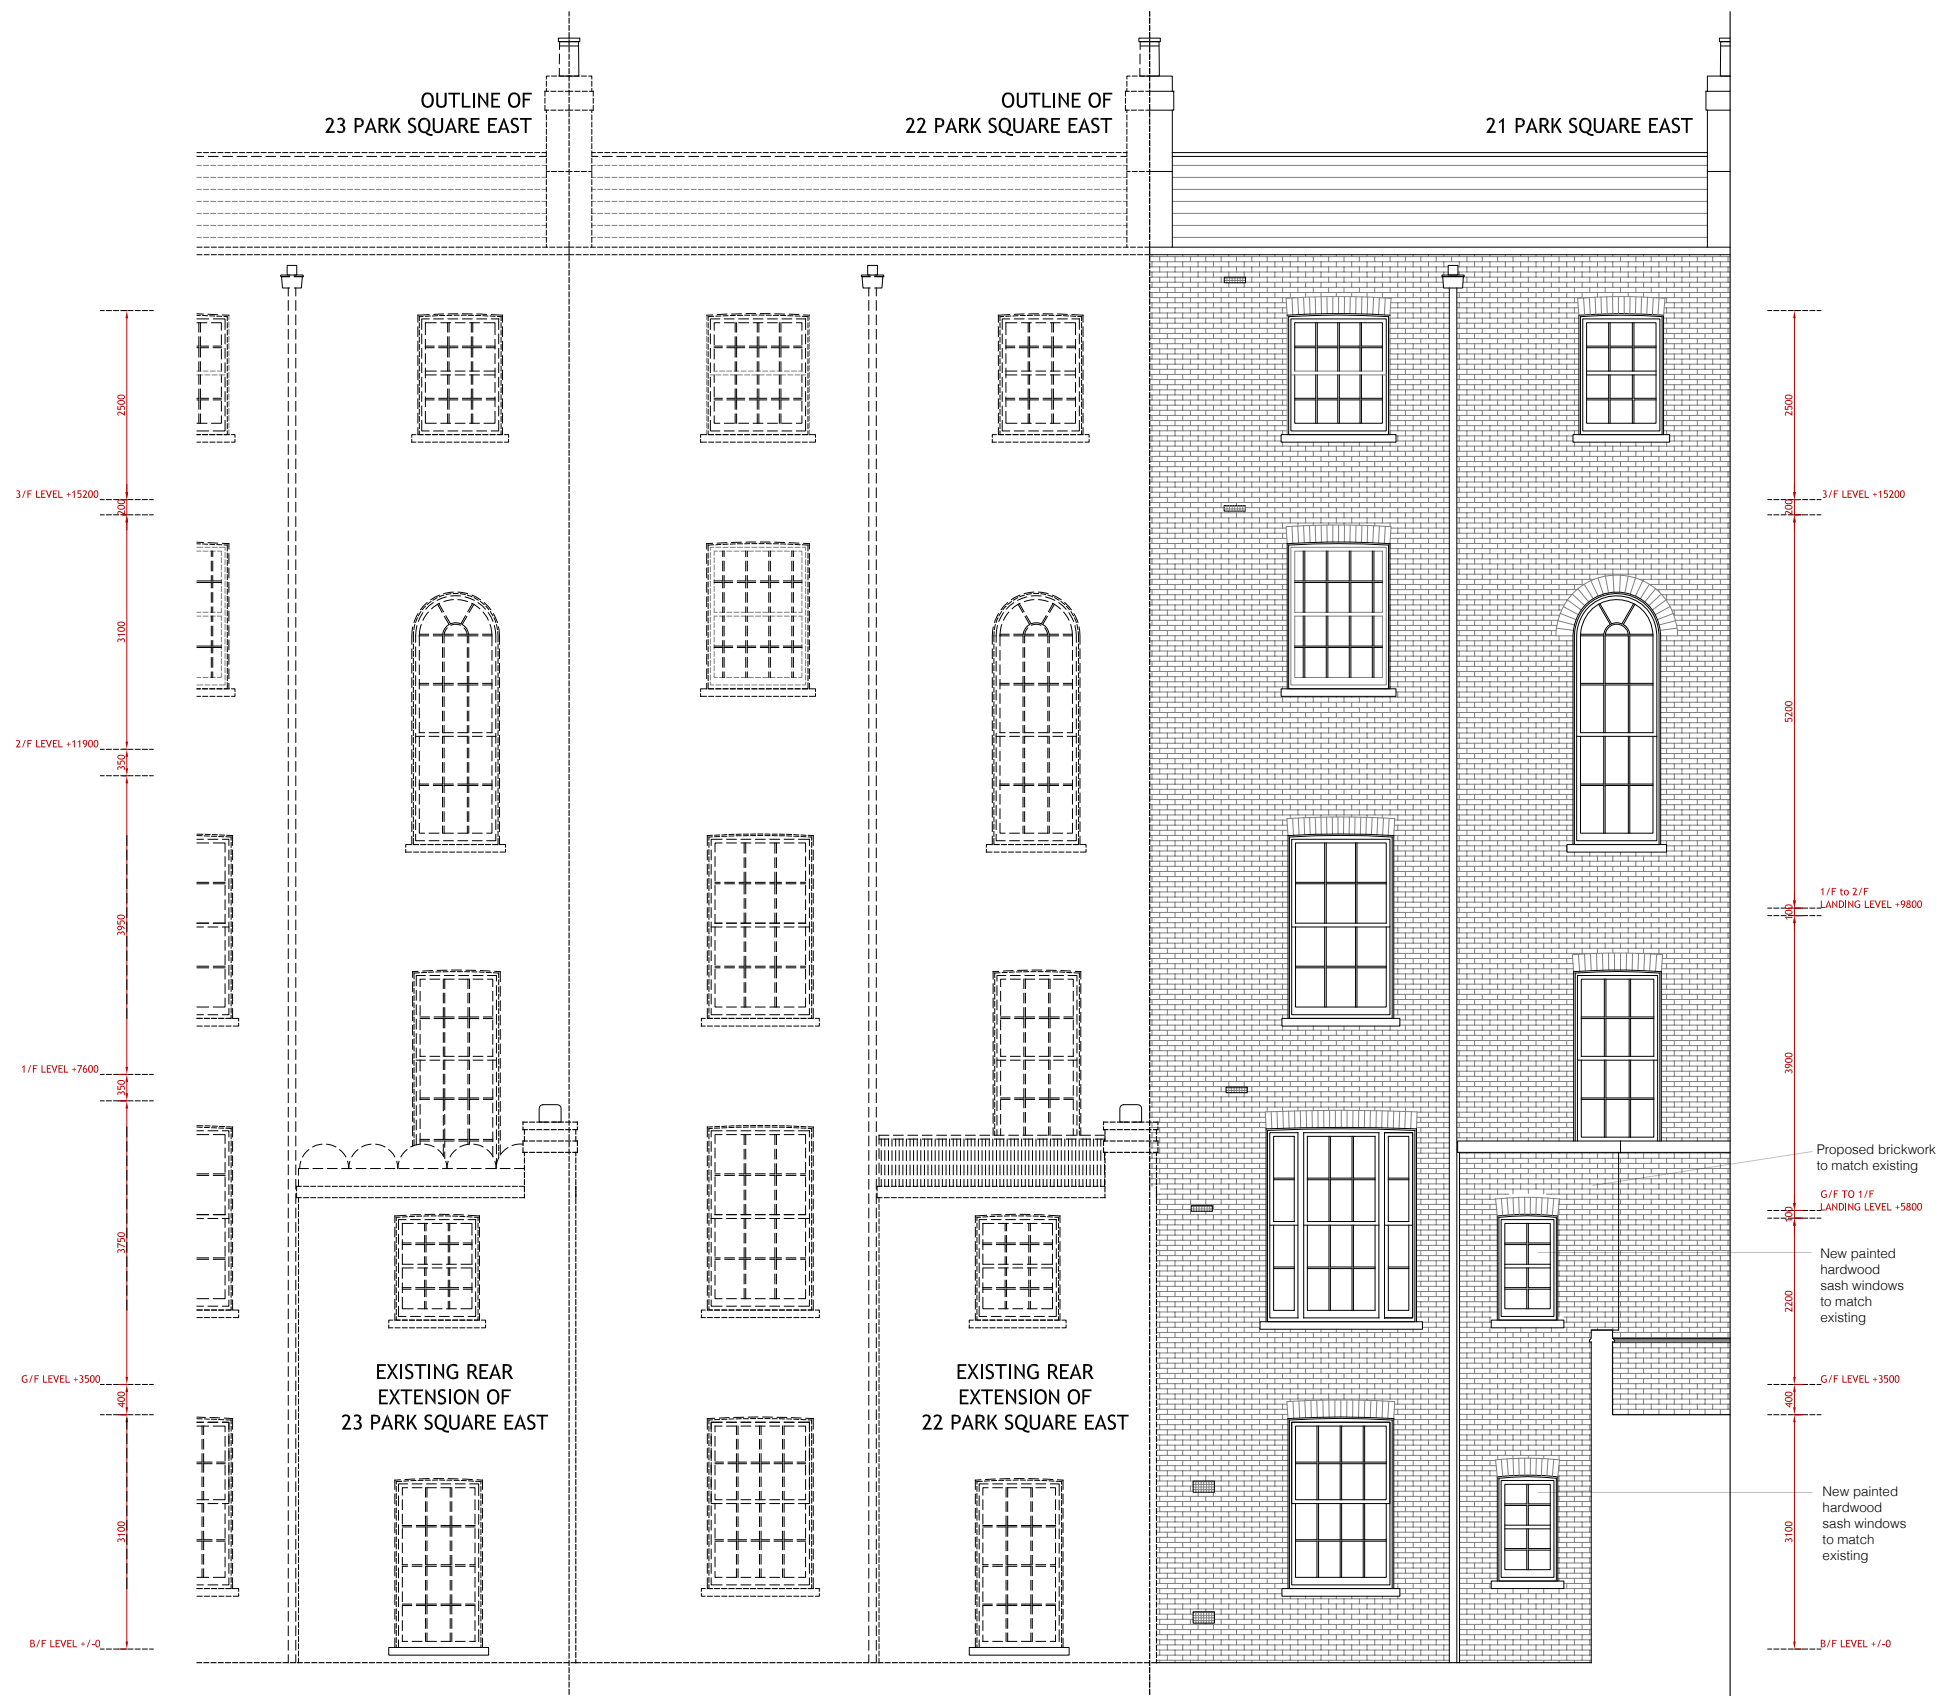 OUTLINE OF
23 PARK SQUARE EAST
OUTLINE OF
22 PARK SQUARE EAST
21 PARK SQUARE EAST
2500
3/F LEVEL +15200
200
3100
2/F LEVEL +11900
350
3950
1/F LEVEL +7600
350
3750
G/F LEVEL +3500
400
3100
B/F LEVEL +/-0
EXISTING REAR
EXTENSION OF
23 PARK SQUARE EAST
EXISTING REAR
EXTENSION OF
22 PARK SQUARE EAST
2500
3/F LEVEL +15200
200
5200
1/F to 2/F
LANDING LEVEL +9800
100
3900
Proposed brickwork
to match existing
G/F TO 1/F
LANDING LEVEL +5800
100
New painted
hardwood
sash windows
to match
existing
2200
G/F LEVEL +3500
400
New painted
hardwood
sash windows
to match
existing
3100
B/F LEVEL +/-0